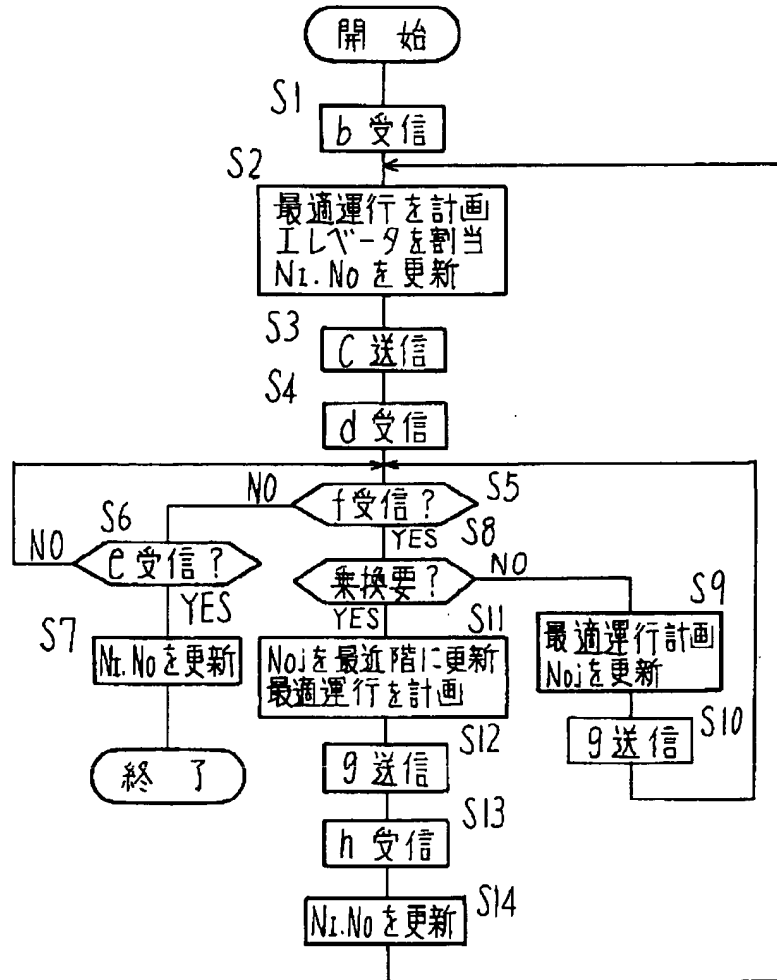 開始
S1
b 受信
S2
最適運行を計画
エレベータを割当
NI.NOを更新
S3
C 送信
S4
d 受信
S5
f受信?
NO
YES
S6
e受信?
NO
YES
S7
NI.NOを更新
終了
S8
乗換要?
NO
YES
S9
最適運行計画
Nojを更新
S10
g 送信
S11
Nojを最近階に更新
最適運行を計画
S12
g 送信
S13
h 受信
S14
NI.NOを更新